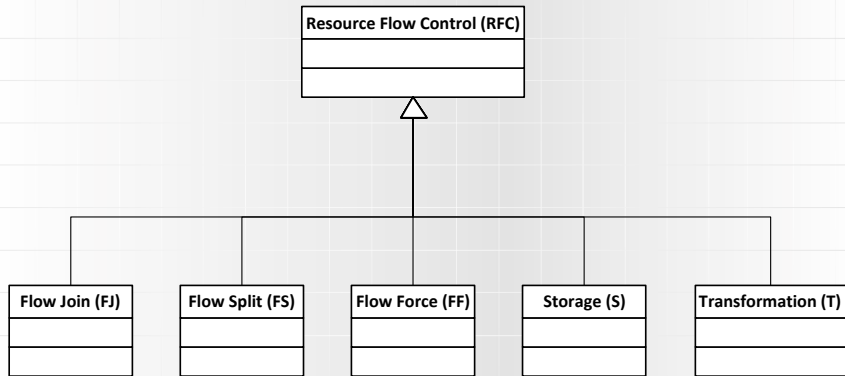 Resource Flow Control (RFC)
Flow Join (FJ)
Flow Split (FS)
Flow Force (FF)
Storage (S)
Transformation (T)